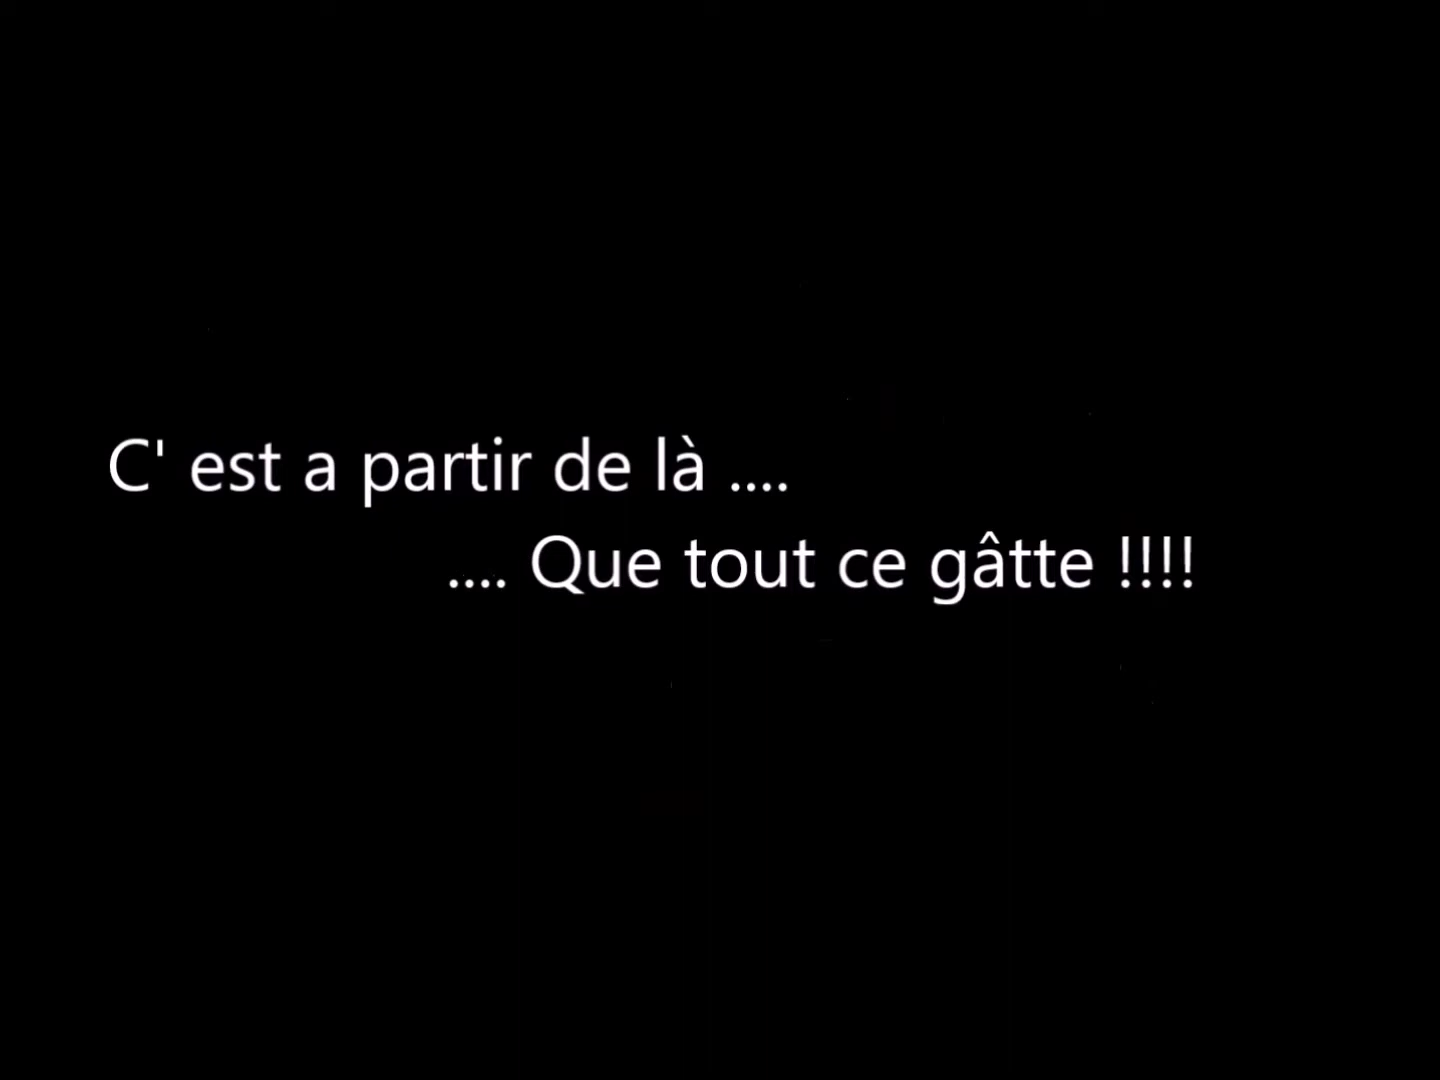 C' est a partir de là ....
.... Que tout ce gâtte !!!!